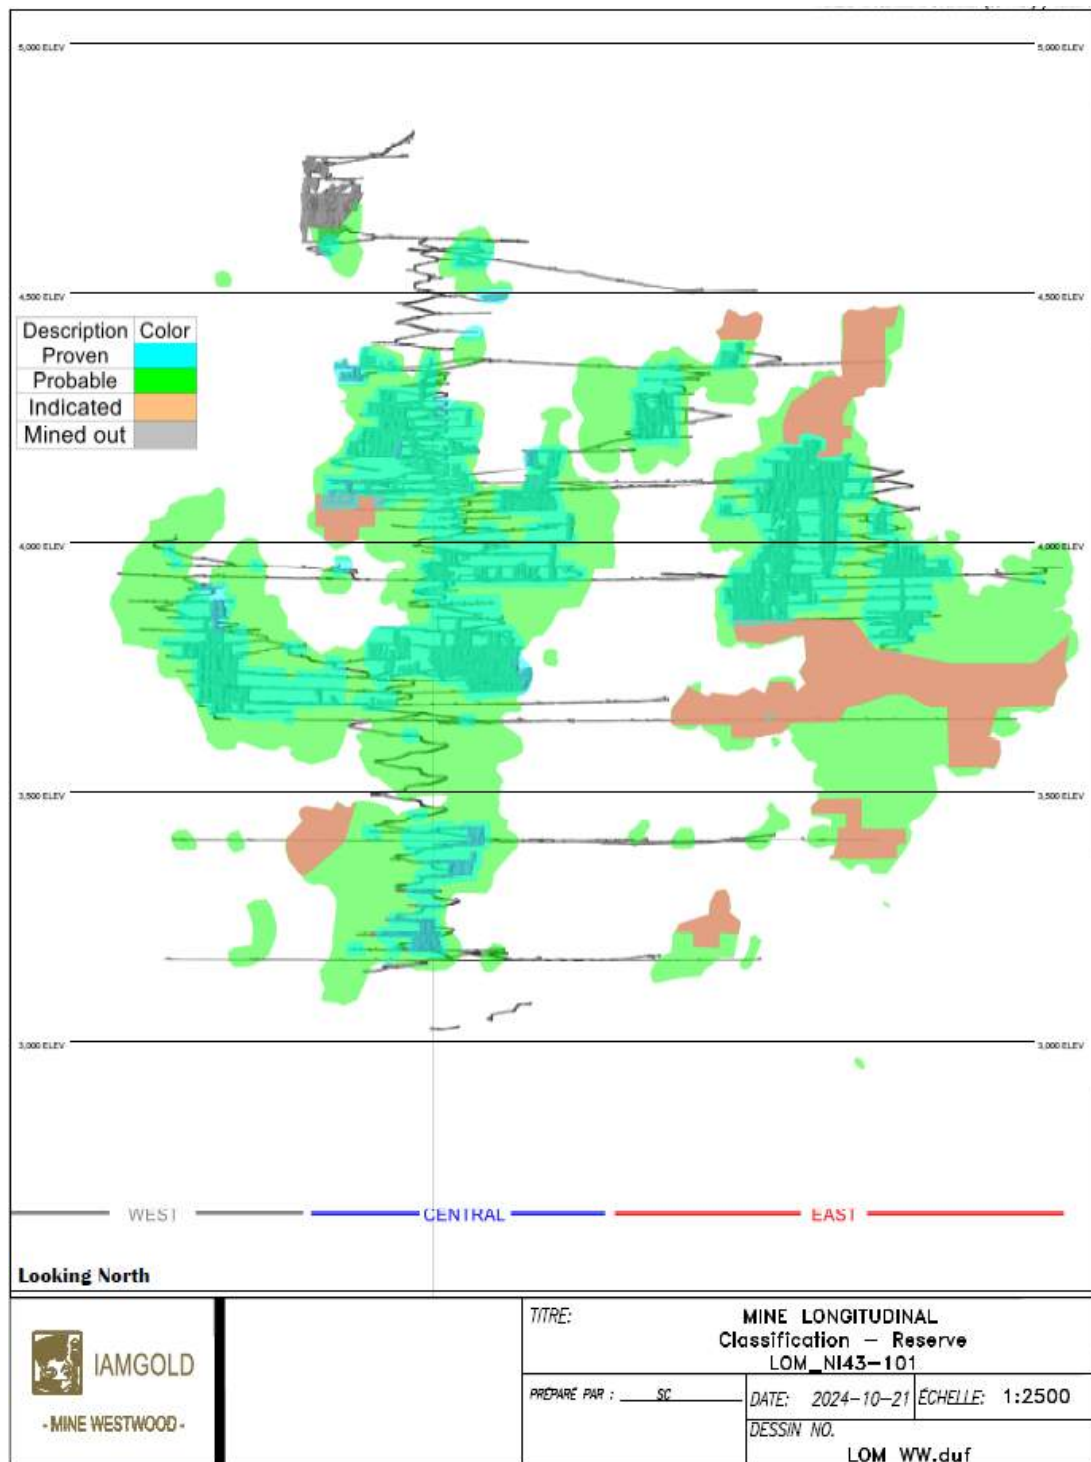 5,000 ELEV 5,000 ELEV
4,500 ELEV 4,500 ELEV
Description Color
Proven
Probable
Indicated
Mined out
4,000 ELEV 4,000 ELEV
3,500 ELEV 3,500 ELEV
3,000 ELEV 3,000 ELEV
WEST CENTRAL EAST
Looking North
IAMGOLD
- MINE WESTWOOD -
TITRE: MINE LONGITUDINAL
Classification – Reserve
LOM_NI43-101
PRÉPARÉ PAR : SC
DATE: 2024-10-21 ÉCHELLE: 1:2500
DESSIN NO.
LOM_WW.duf